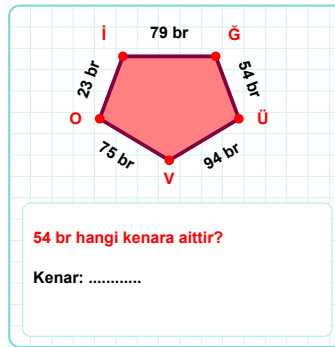 İ 79 br Ğ
23 br 54 br
O Ü
75 br 94 br
V
54 br hangi kenara aittir?
Kenar: ............